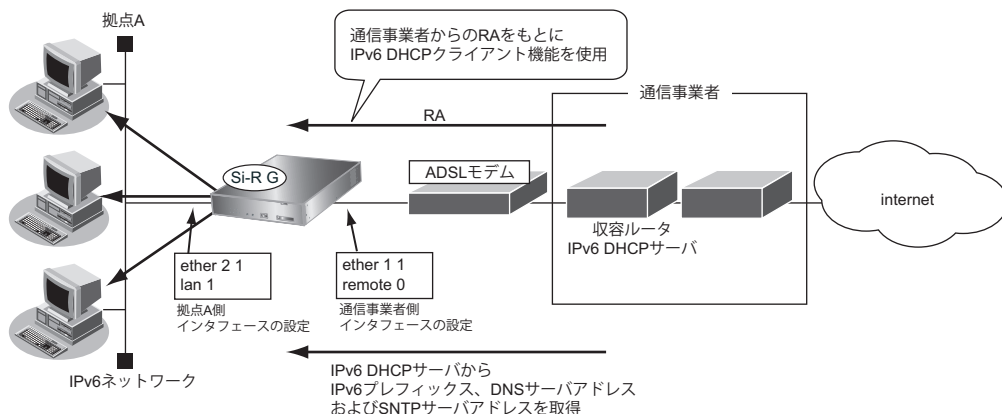 拠点A
通信事業者からのRAをもとに
IPv6 DHCPクライアント機能を使用
通信事業者
RA
Si-R G
ADSLモデム
internet
収容ルータ
IPv6 DHCPサーバ
ether 2 1
lan 1
ether 1 1
remote 0
拠点A側
インタフェースの設定
通信事業者側
インタフェースの設定
IPv6ネットワーク
IPv6 DHCPサーバから
IPv6プレフィックス、DNSサーバアドレス
およびSNTPサーバアドレスを取得